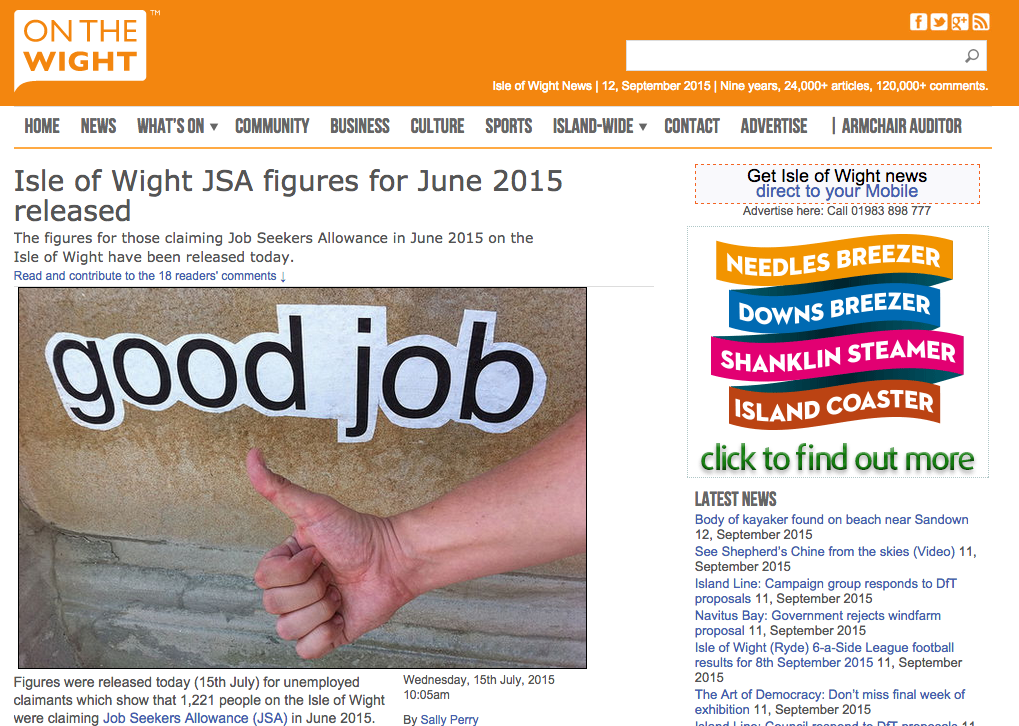 ON THE
WIGHT
™
Isle of Wight News | 12, September 2015 | Nine years, 24,000+ articles, 120,000+ comments.
HOME NEWS WHAT'S ON ▼ COMMUNITY BUSINESS CULTURE SPORTS ISLAND-WIDE ▼ CONTACT ADVERTISE | ARMCHAIR AUDITOR
Isle of Wight JSA figures for June 2015
released
The figures for those claiming Job Seekers Allowance in June 2015 on the
Isle of Wight have been released today.
Read and contribute to the 18 readers' comments ↓
good job
Figures were released today (15th July) for unemployed
claimants which show that 1,221 people on the Isle of Wight
were claiming Job Seekers Allowance (JSA) in June 2015.
Wednesday, 15th July, 2015
10:05am
By Sally Perry
Get Isle of Wight news
direct to your Mobile
Advertise here: Call 01983 898 777
NEEDLES BREEZER
DOWNS BREEZER
SHANKLIN STEAMER
ISLAND COASTER
click to find out more
LATEST NEWS
Body of kayaker found on beach near Sandown
12, September 2015
See Shepherd's Chine from the skies (Video) 11,
September 2015
Island Line: Campaign group responds to DfT
proposals 11, September 2015
Navitus Bay: Government rejects windfarm
proposal 11, September 2015
Isle of Wight (Ryde) 6-a-Side League football
results for 8th September 2015 11, September
2015
The Art of Democracy: Don't miss final week of
exhibition 11, September 2015
Island Line: Council respond to DfT proposals 11